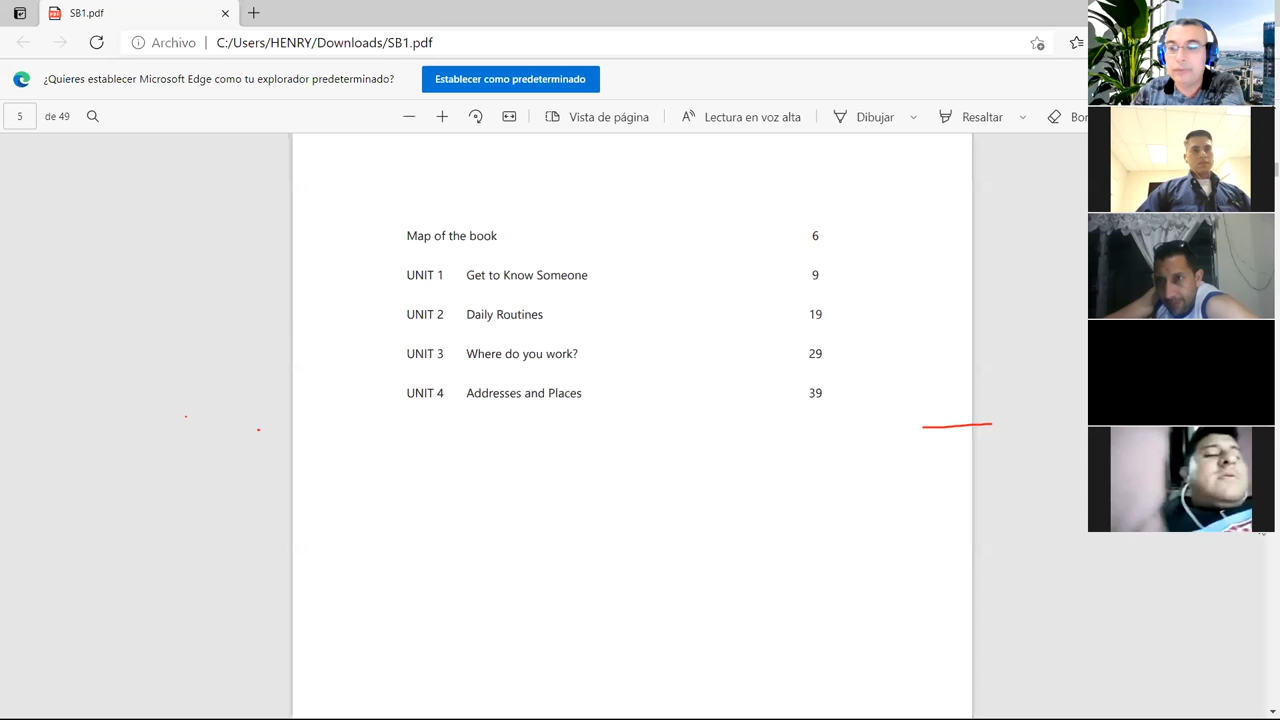 SB1.pdf
Archivo C:/Users/HENRY/Downloads/SB1.pdf
¿Quieres establecer Microsoft Edge como tu explorador predeterminado? Establecer como predeterminado
5 de 49 Vista de página Lectura en voz alta Dibujar Resaltar Bor
Map of the book 6
UNIT 1 Get to Know Someone 9
UNIT 2 Daily Routines 19
UNIT 3 Where do you work? 29
UNIT 4 Addresses and Places 39